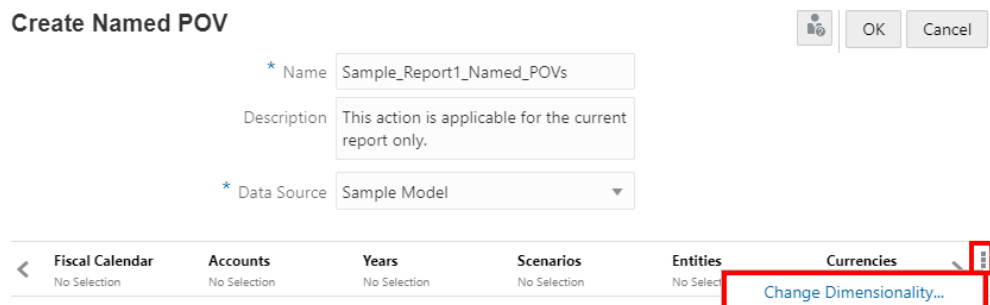 Create Named POV
OK
Cancel
* Name
Sample_Report1_Named_POVs
Description
This action is applicable for the current
report only.
* Data Source
Sample Model
Fiscal Calendar
Accounts
Years
Scenarios
Entities
Currencies
No Selection
No Selection
No Selection
No Selection
No Select
Change Dimensionality...